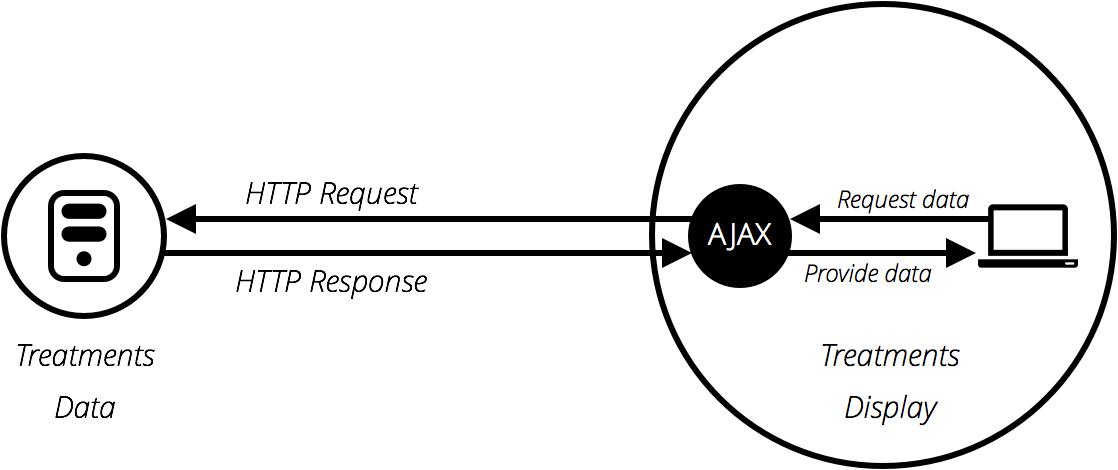 HTTP Request
HTTP Response
Treatments
Data
AJAX
Request data
Provide data
Treatments
Display